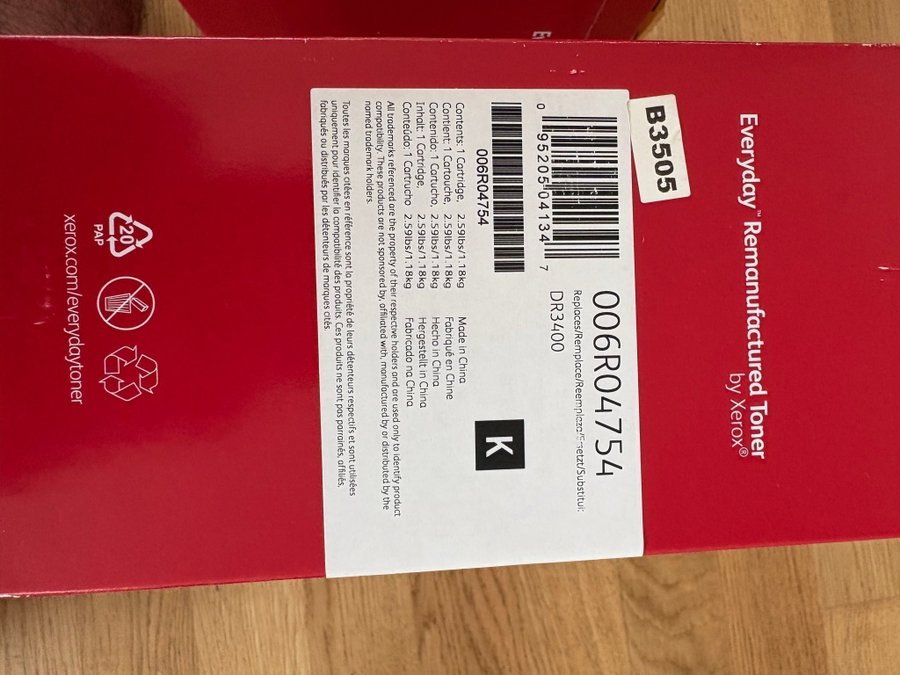 Everyday™ Remanufactured Toner
by Xerox®
B3505
006R04754
Replaces/Remplace/Reemplaza/Ersetzt/Substitui:
DR3400
0 95205 04134 7
006R04754
K
Contents: 1 Cartridge, 2.59lbs/1.18kg Made in China
Contient: 1 Cartouche, 2.59lbs/1.18kg Fabriqué en Chine
Contenido: 1 Cartucho, 2.59lbs/1.18kg Hecho in China
Inhalt: 1 Cartridge, 2.59lbs/1.18kg Hergestellt in China
Conteúdo: 1 Cartucho 2.59lbs/1.18kg Fabricado na China
All trademarks referenced are the property of their respective holders and are used only to identify product
compatibility. These products are not sponsored by, affiliated with, manufactured by or distributed by the
named trademark holders.
Toutes les marques citées en référence sont la propriété de leurs détenteurs respectifs et sont utilisées
uniquement pour identifier la compatibilité des produits. Ces produits ne sont pas parrainés, affiliés,
fabriqués ou distribués par les détenteurs de marques cités.
20
PAP
xerox.com/everydaytoner